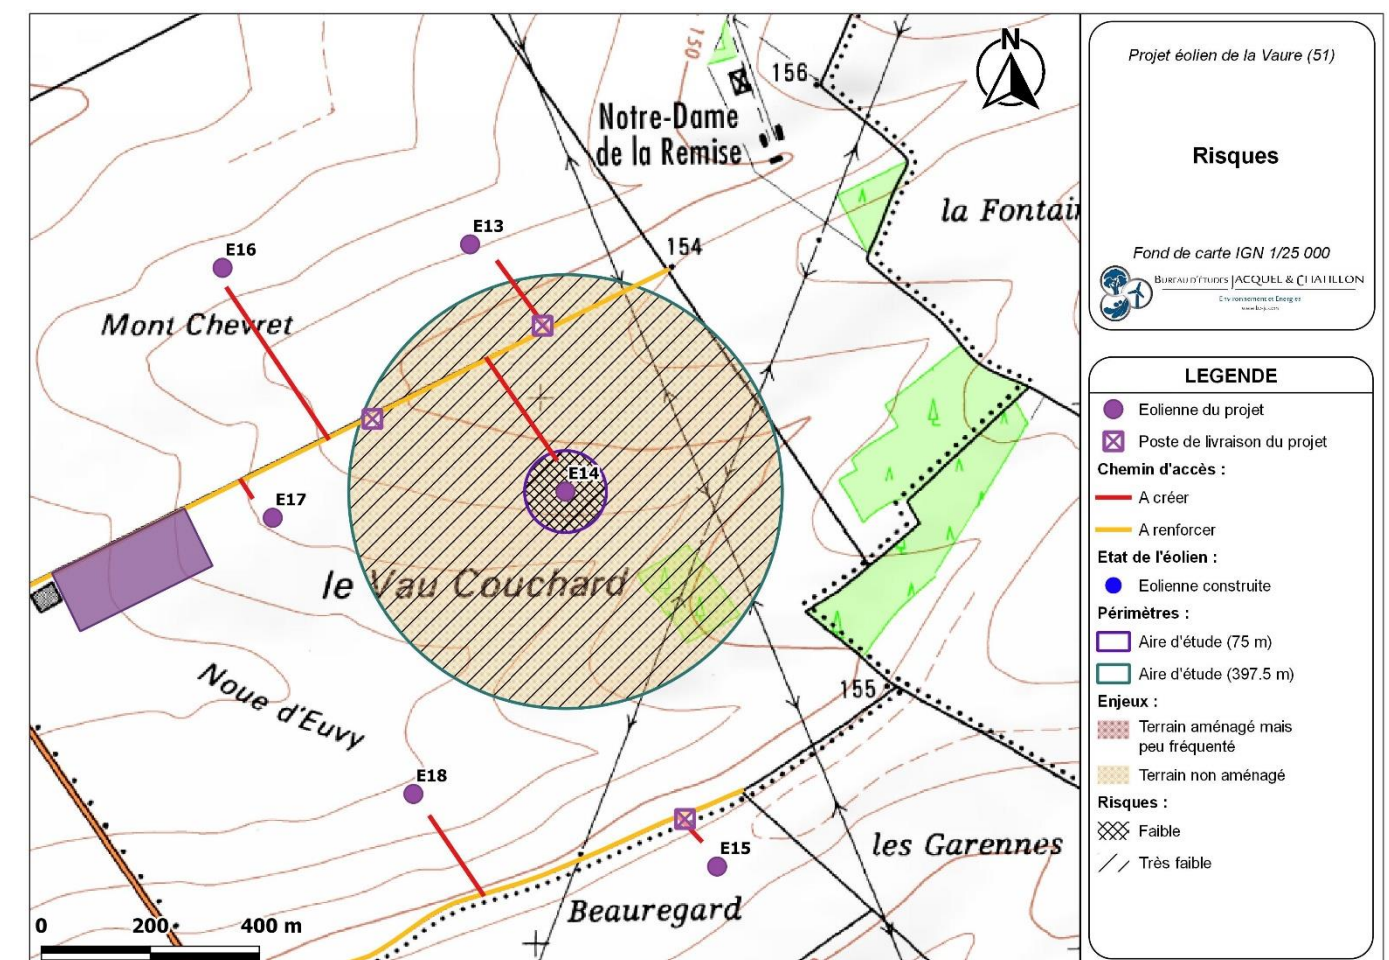 150
156
Notre-Dame
de la Remise
la Fontai
154
E13
E16
Mont Chevret
E14
E17
le Vau Couchard
Noue d'Euvy
155
E18
E15
les Garennes
Beauregard
0 200 400 m
N
Projet éolien de la Vaure (51)
Risques
Fond de carte IGN 1/25 000
BUREAU D'ÉTUDES JACQUEL & CHATILLON
Environnement et Energies
LEGENDE
Eolienne du projet
Poste de livraison du projet
Chemin d'accès :
A créer
A renforcer
Etat de l'éolien :
Eolienne construite
Périmètres :
Aire d'étude (75 m)
Aire d'étude (397.5 m)
Enjeux :
Terrain aménagé mais
peu fréquenté
Terrain non aménagé
Risques :
Faible
Très faible